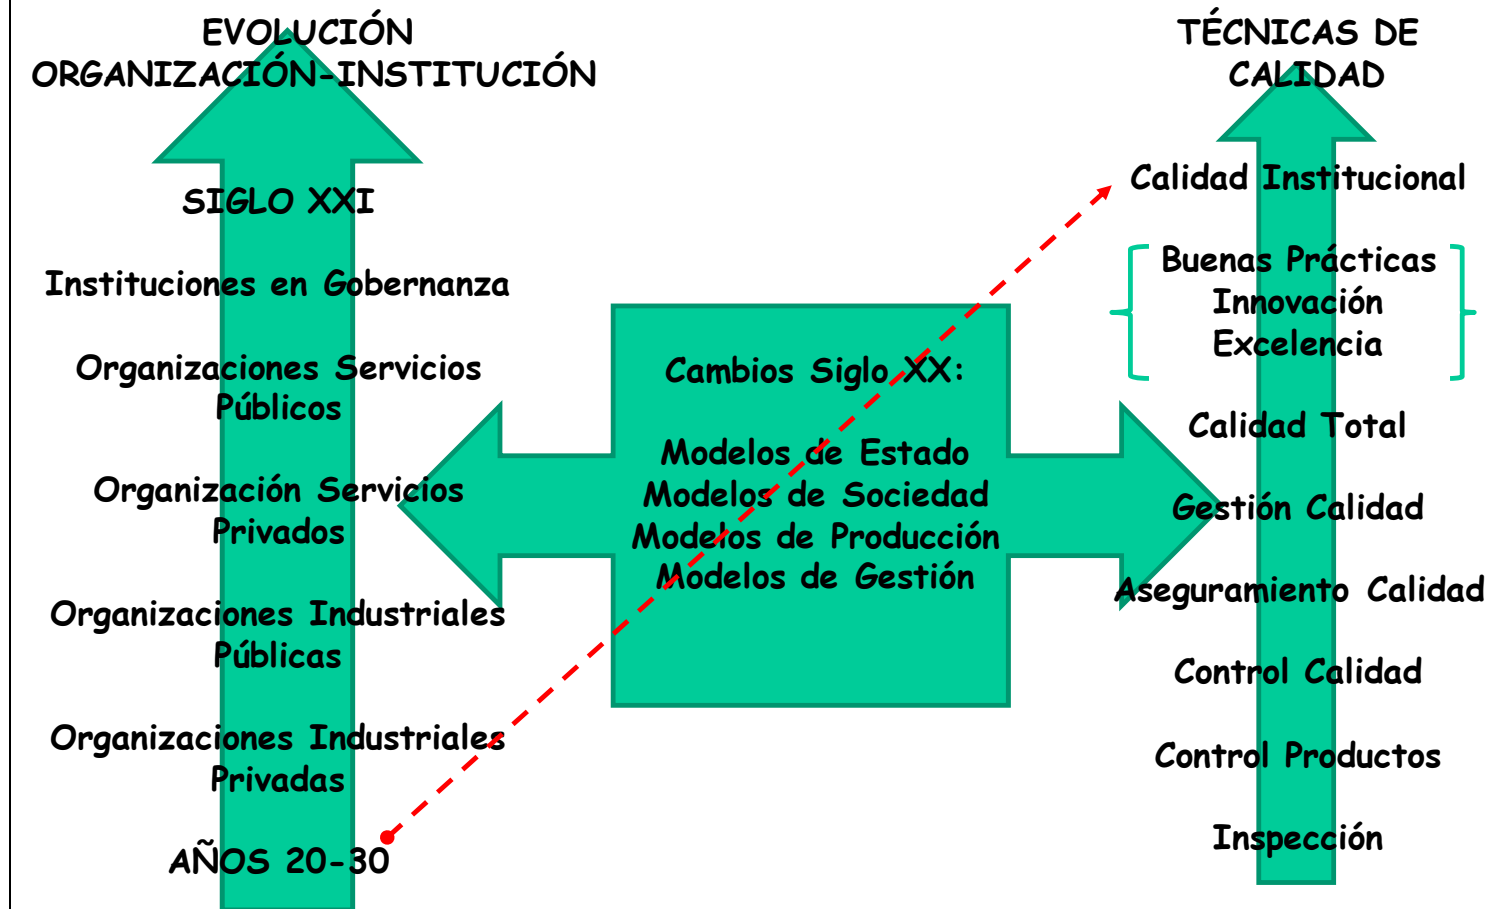 EVOLUCIÓN
ORGANIZACIÓN-INSTITUCIÓN
SIGLO XXI
Instituciones en Gobernanza
Organizaciones Servicios
Públicos
Organización Servicios
Privados
Organizaciones Industriales
Públicas
Organizaciones Industriales
Privadas
AÑOS 20-30
Cambios Siglo XX:
Modelos de Estado
Modelos de Sociedad
Modelos de Producción
Modelos de Gestión
TÉCNICAS DE
CALIDAD
Calidad Institucional
Buenas Prácticas
Innovación
Excelencia
Calidad Total
Gestión Calidad
Aseguramiento Calidad
Control Calidad
Control Productos
Inspección